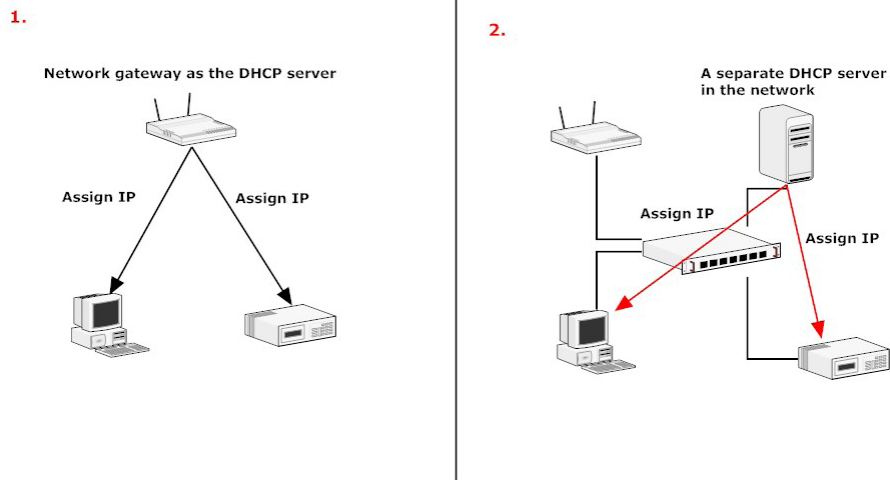 1.
Network gateway as the DHCP server
Assign IP
Assign IP
2.
A separate DHCP server
in the network
Assign IP
Assign IP